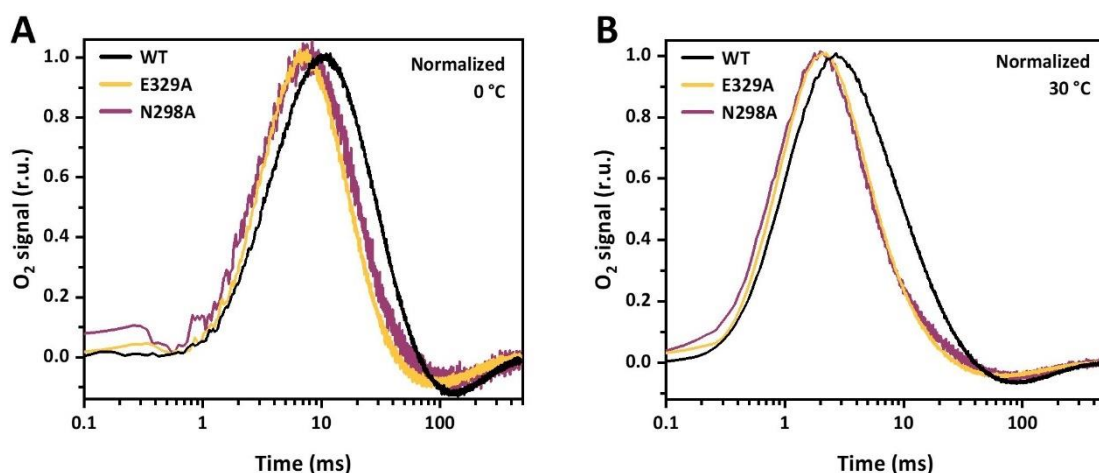 A
WT
E329A
N298A
Normalized
0 °C
O₂ signal (r.u.)
1.0
0.8
0.6
0.4
0.2
0.0
0.1
1
10
100
Time (ms)
B
WT
E329A
N298A
Normalized
30 °C
O₂ signal (r.u.)
1.0
0.8
0.6
0.4
0.2
0.0
0.1
1
10
100
Time (ms)